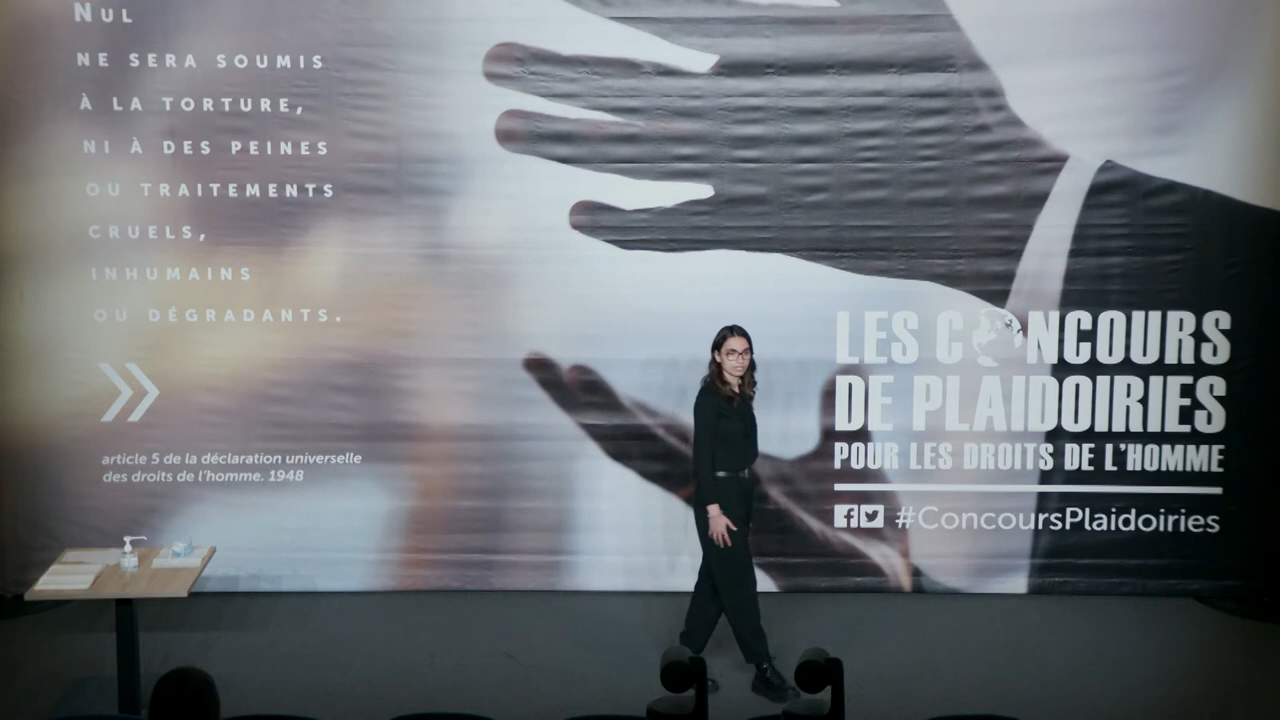 NUL
NE SERA SOUMIS
À LA TORTURE,
NI À DES PEINES
OU TRAITEMENTS
CRUELS,
INHUMAINS
OU DÉGRADANTS.
article 5 de la déclaration universelle
des droits de l'homme. 1948
LES CONCOURS
DE PLAIDOIRIES
POUR LES DROITS DE L'HOMME
#ConcoursPlaidoiries